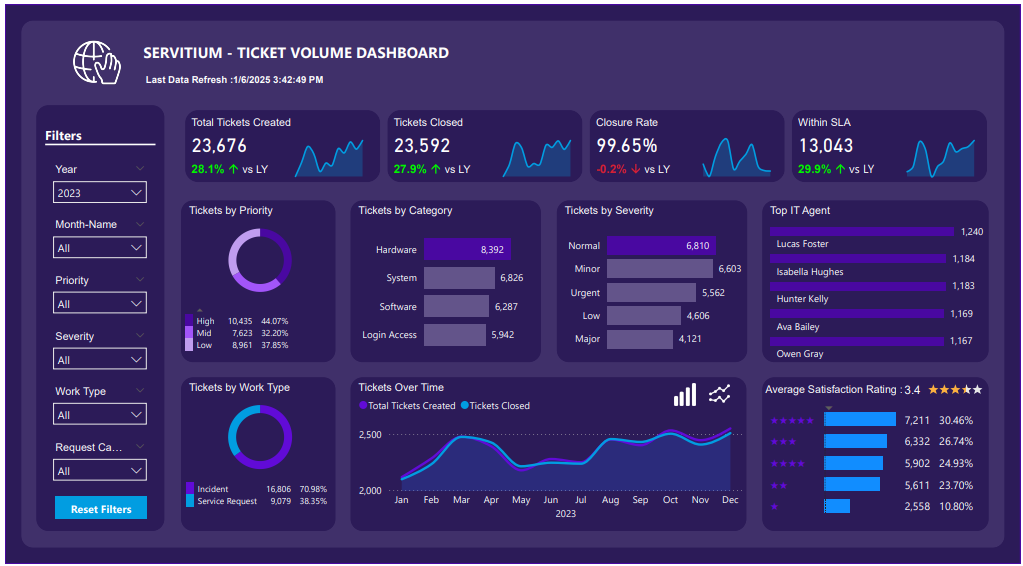 SERVITIUM - TICKET VOLUME DASHBOARD
Last Data Refresh :1/6/2025 3:42:49 PM
Filters
Year
2023
Month-Name
All
Priority
All
Severity
All
Work Type
All
Request Ca...
All
Reset Filters
Total Tickets Created
23,676
28.1% ↑ vs LY
Tickets Closed
23,592
27.9% ↑ vs LY
Closure Rate
99.65%
-0.2% ↓ vs LY
Within SLA
13,043
29.9% ↑ vs LY
Tickets by Priority
High 10,435 44.07%
Mid 7,623 32.20%
Low 8,961 37.85%
Tickets by Category
Hardware 8,392
System 6,826
Software 6,287
Login Access 5,942
Tickets by Severity
Normal 6,810
Minor 6,603
Urgent 5,562
Low 4,606
Major 4,121
Top IT Agent
1,240
Lucas Foster
1,184
Isabella Hughes
1,183
Hunter Kelly
1,169
Ava Bailey
1,167
Owen Gray
Tickets by Work Type
Incident 16,806 70.98%
Service Request 9,079 38.35%
Tickets Over Time
Total Tickets Created Tickets Closed
2,500
2,000
Jan Feb Mar Apr May Jun Jul Aug Sep Oct Nov Dec
2023
Average Satisfaction Rating : 3.4 ★★★★★
★★★★★ 7,211 30.46%
★★★ 6,332 26.74%
★★★★ 5,902 24.93%
★★ 5,611 23.70%
★ 2,558 10.80%